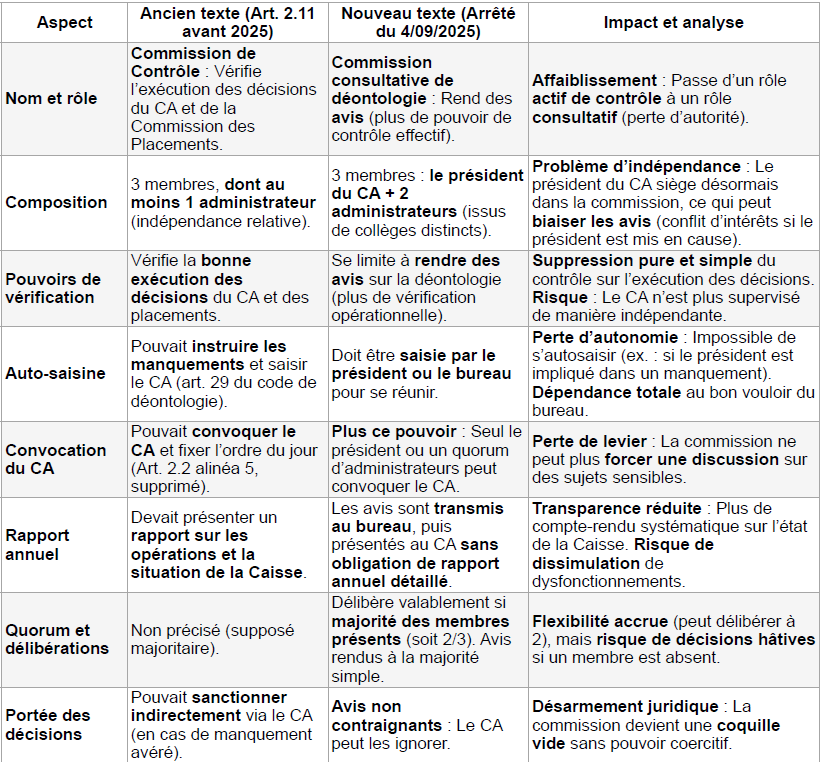 Aspect
Ancien texte (Art. 2.11
avant 2025)
Nouveau texte (Arrêté
du 4/09/2025)
Impact et analyse
Nom et rôle
Commission de
Contrôle : Vérifie
l’exécution des décisions
du CA et de la
Commission des
Placements.
Commission
consultative de
déontologie : Rend des
avis (plus de pouvoir de
contrôle effectif).
Affaiblissement : Passe d’un rôle
actif de contrôle à un rôle
consultatif (perte d’autorité).
Composition
3 membres, dont au
moins 1 administrateur
(indépendance relative).
3 membres : le président
du CA + 2
administrateurs (issus
de collèges distincts).
Problème d’indépendance : Le
président du CA siège désormais
dans la commission, ce qui peut
biaiser les avis (conflit d’intérêts si le
président est mis en cause).
Pouvoirs de
vérification
Vérifie la bonne
exécution des
décisions du CA et des
placements.
Se limite à rendre des
avis sur la déontologie
(plus de vérification
opérationnelle).
Suppression pure et simple du
contrôle sur l’exécution des décisions.
Risque : Le CA n’est plus supervisé
de manière indépendante.
Auto-saisine
Pouvait instruire les
manquements et saisir
le CA (art. 29 du code de
déontologie).
Doit être saisie par le
président ou le bureau
pour se réunir.
Perte d’autonomie : Impossible de
s’autosaisir (ex. : si le président est
impliqué dans un manquement).
Dépendance totale au bon vouloir du
bureau.
Convocation
du CA
Pouvait convoquer le
CA et fixer l’ordre du jour
(Art. 2.2 alinéa 5,
supprimé).
Plus ce pouvoir : Seul le
président ou un quorum
d’administrateurs peut
convoquer le CA.
Perte de levier : La commission ne
peut plus forcer une discussion sur
des sujets sensibles.
Rapport
annuel
Devait présenter un
rapport sur les
opérations et la
situation de la Caisse.
Les avis sont transmis
au bureau, puis
présentés au CA sans
obligation de rapport
annuel détaillé.
Transparence réduite : Plus de
compte-rendu systématique sur l’état
de la Caisse. Risque de
dissimulation de
dysfonctionnements.
Quorum et
délibérations
Non précisé (supposé
majoritaire).
Délibère valablement si
majorité des membres
présents (soit 2/3). Avis
rendus à la majorité
simple.
Flexibilité accrue (peut délibérer à
2), mais risque de décisions hâtives
si un membre est absent.
Portée des
décisions
Pouvait sanctionner
indirectement via le CA
(en cas de manquement
avéré).
Avis non
contraignants : Le CA
peut les ignorer.
Désarmement juridique : La
commission devient une coquille
vide sans pouvoir coercitif.